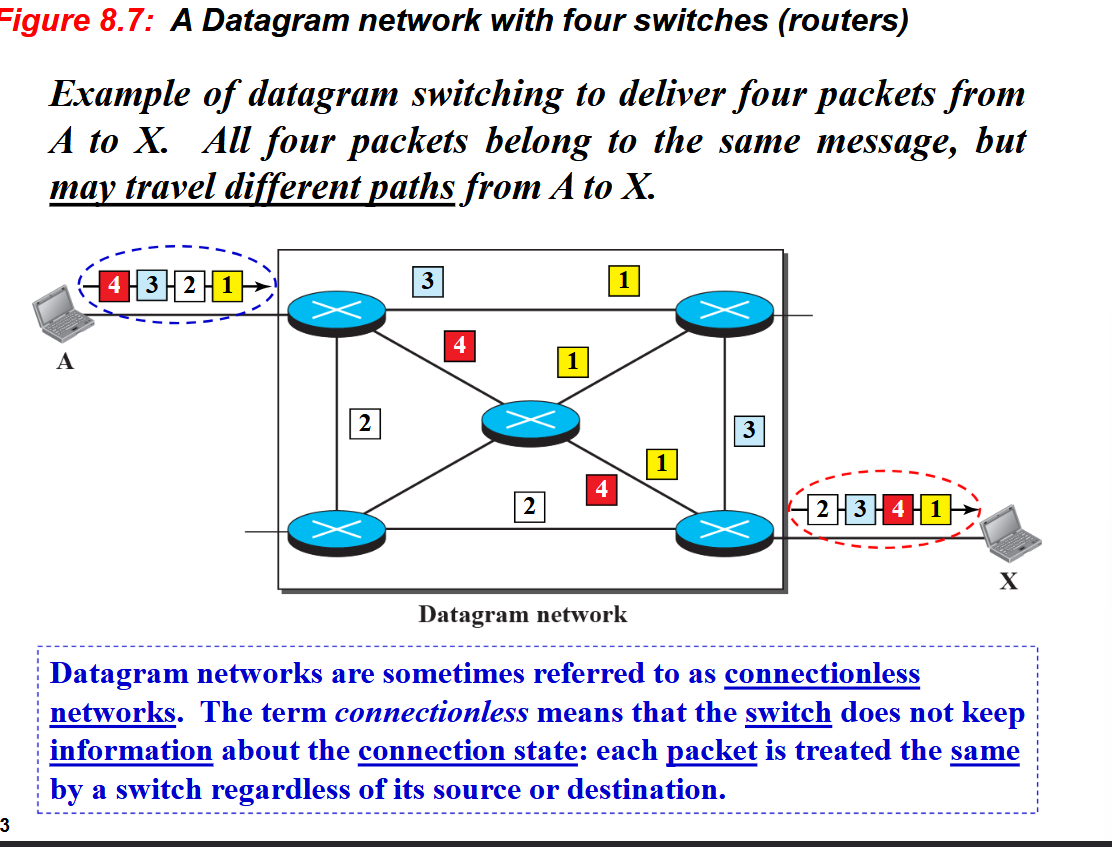 Figure 8.7: A Datagram network with four switches (routers)
Example of datagram switching to deliver four packets from
A to X. All four packets belong to the same message, but
may travel different paths from A to X.
4 3 2 1
3
1
A
4
1
2
3
1
4
2
2 3 4 1
X
Datagram network
Datagram networks are sometimes referred to as connectionless
networks. The term connectionless means that the switch does not keep
information about the connection state: each packet is treated the same
by a switch regardless of its source or destination.
3